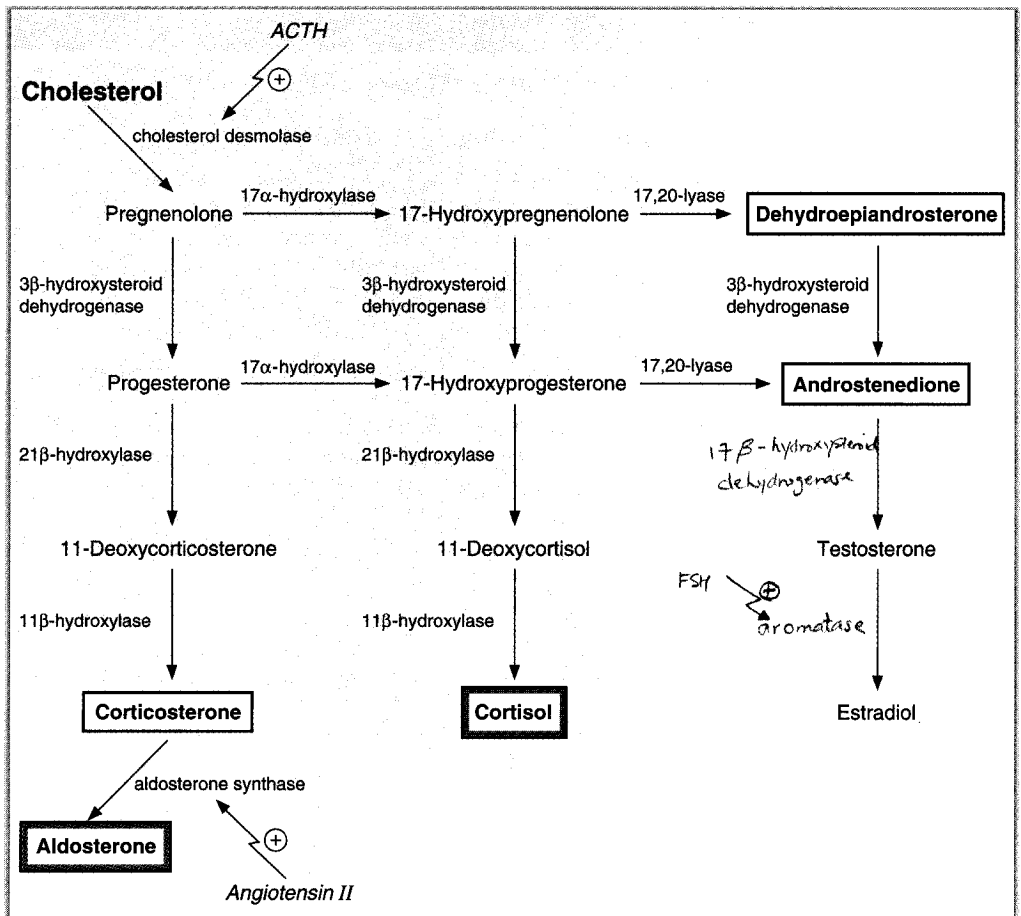 ACTH
+
Cholesterol
cholesterol desmolase
17α-hydroxylase
17,20-lyase
Pregnenolone
17-Hydroxypregnenolone
Dehydroepiandrosterone
3β-hydroxysteroid
dehydrogenase
3β-hydroxysteroid
dehydrogenase
3β-hydroxysteroid
dehydrogenase
17α-hydroxylase
17,20-lyase
Progesterone
17-Hydroxyprogesterone
Androstenedione
21β-hydroxylase
21β-hydroxylase
17 β-hydroxysteroid
dehydrogenase
11-Deoxycorticosterone
11-Deoxycortisol
Testosterone
11β-hydroxylase
11β-hydroxylase
FSH
+
aromatase
Corticosterone
Cortisol
Estradiol
aldosterone synthase
+
Aldosterone
Angiotensin II